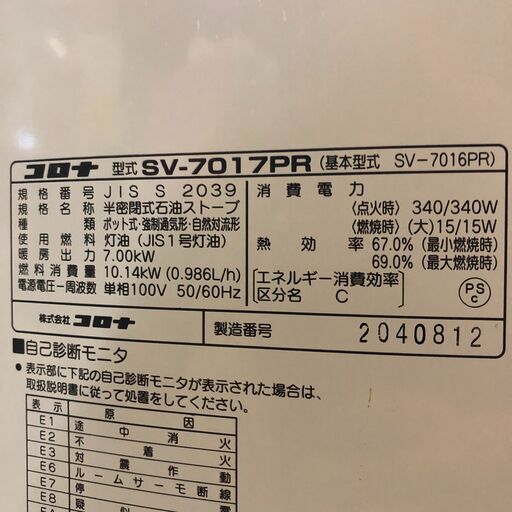 コロナ 型式 SV-7017PR (基本型式 SV-7016PR)
規格番号 JIS S 2039
規格名称 半密閉式石油ストーブ
種類 ポット式・強制通気形・自然対流形
使用燃料 灯油 (JIS1号灯油)
暖房出力 7.00kW
燃料消費量 10.14kW (0.986L/h)
電源電圧-周波数 単相100V 50/60Hz
消費電力
〈点火時〉 340/340W
〈燃焼時〉 (大) 15/15W
熱効率 67.0% (最小燃焼時)
69.0% (最大燃焼時)
[エネルギー消費効率]
区分名 C
PS
C
株式会社 コロナ
製造番号 2040812
■自己診断モニタ
●表示部に下記の自己診断モニタが表示された場合は、
取扱説明書に従って処置をしてください。
表示 原因
E1 途中消火
E2 不着火
E3 対震作動
E6 ルームサーモ断線
E7 停電
E8 疑似